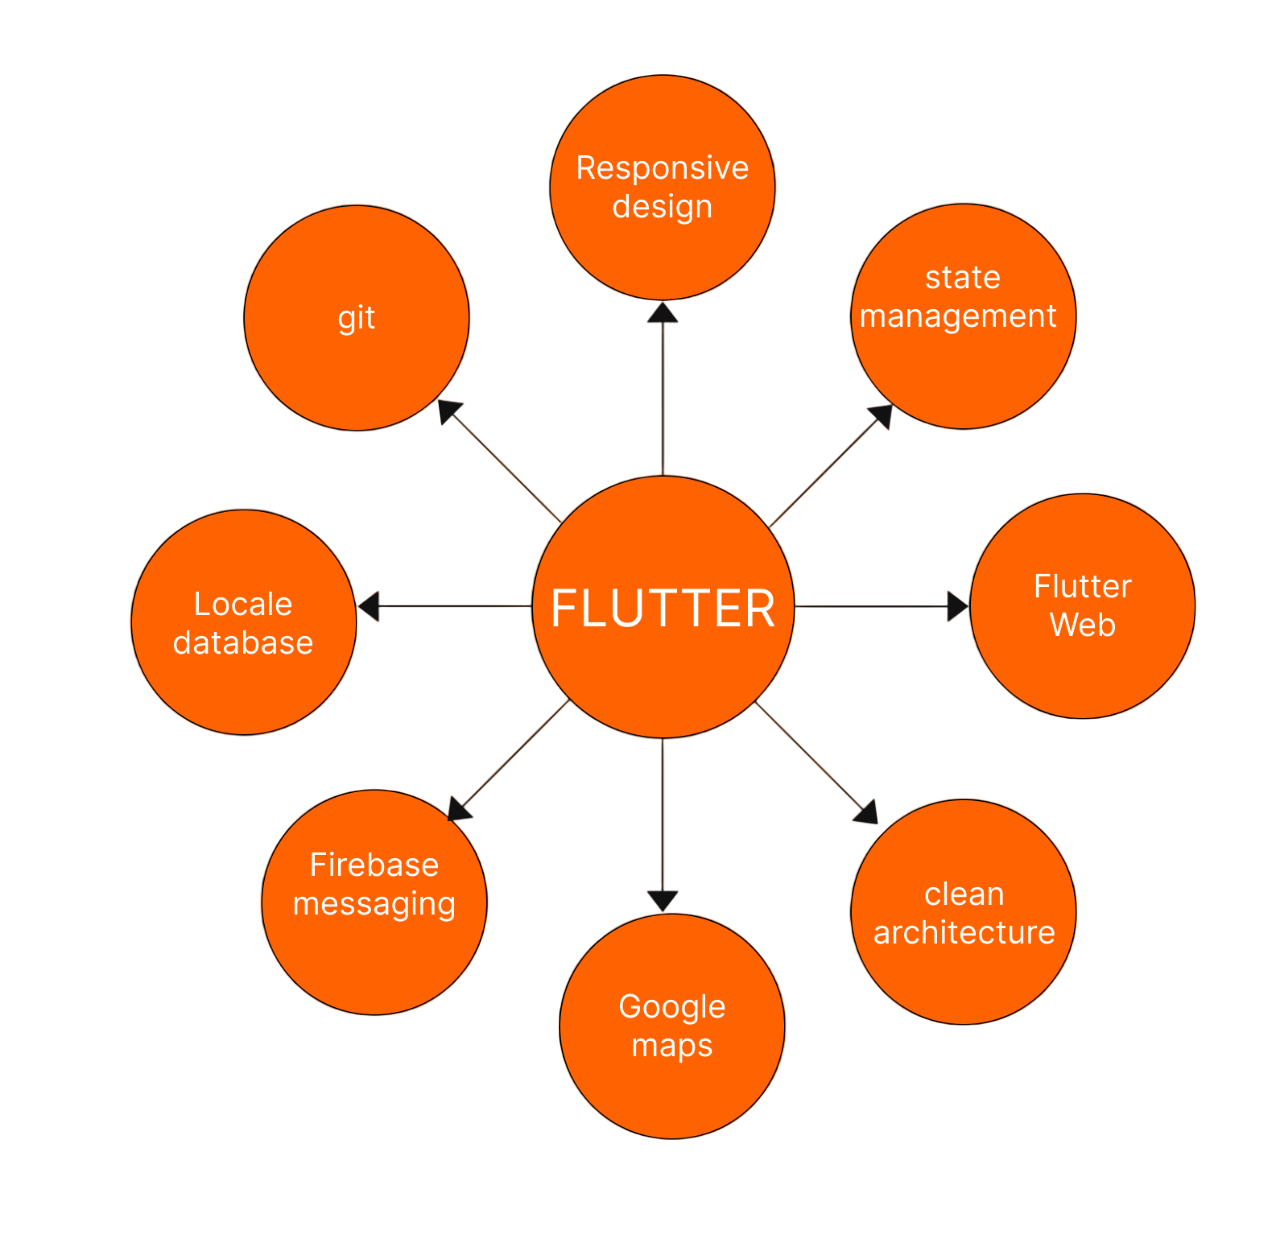 Responsive
design
state
management
git
Flutter
Web
FLUTTER
Locale
database
Firebase
messaging
clean
architecture
Google
maps